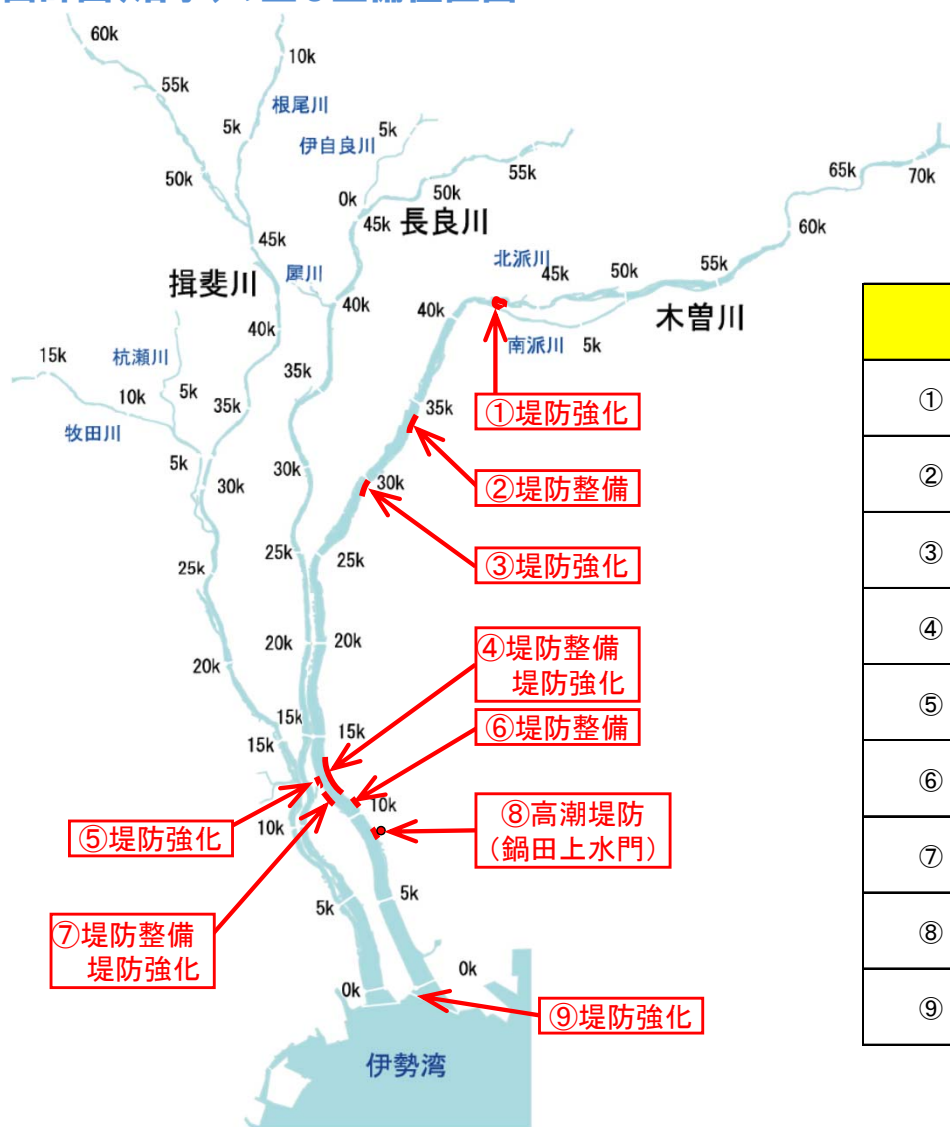 60k
10k
55k
根尾川
5k
5k
伊自良川
50k
55k
65k
70k
0k
50k
45k
長良川
60k
45k
北派川
45k
50k
55k
揖斐川
犀川
40k
40k
木曽川
40k
南派川
5k
15k
杭瀬川
35k
10k
5k
35k
35k
①堤防強化
牧田川
5k
30k
30k
30k
②堤防整備
25k
25k
25k
③堤防強化
20k
20k
20k
④堤防整備
堤防強化
15k
15k
15k
⑥堤防整備
10k
⑤堤防強化
10k
⑧高潮堤防
(鍋田上水門)
5k
5k
⑦堤防整備
堤防強化
0k
0k
⑨堤防強化
伊勢湾
①
②
③
④
⑤
⑥
⑦
⑧
⑨